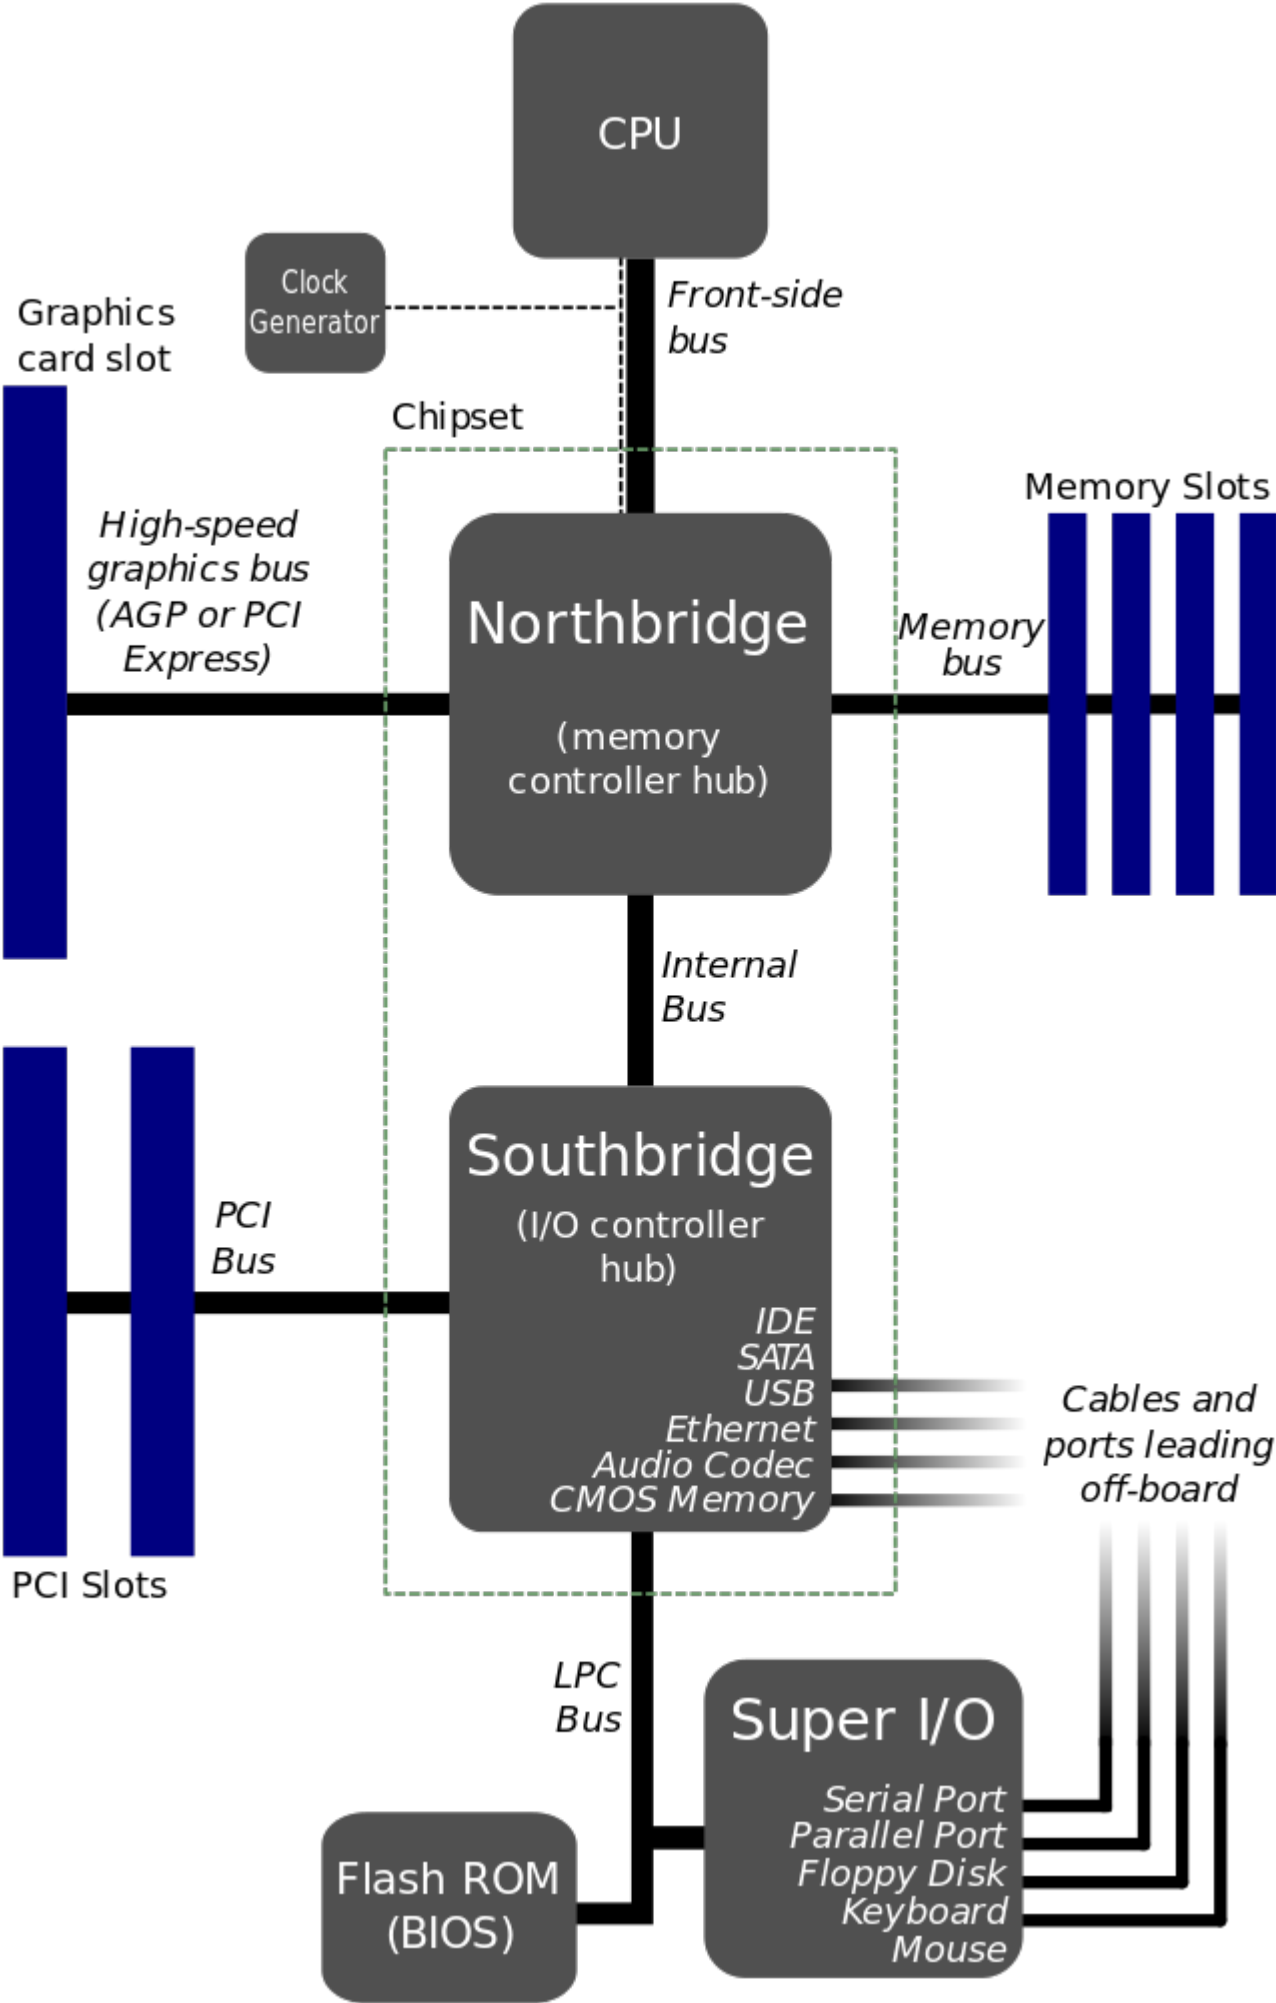 CPU
Clock
Generator
Front-side
bus
Graphics
card slot
Chipset
Memory Slots
High-speed
graphics bus
(AGP or PCI
Express)
Northbridge
(memory
controller hub)
Memory
bus
Internal
Bus
Southbridge
(I/O controller
hub)
IDE
SATA
USB
Ethernet
Audio Codec
CMOS Memory
PCI
Bus
Cables and
ports leading
off-board
PCI Slots
LPC
Bus
Super I/O
Serial Port
Parallel Port
Floppy Disk
Keyboard
Mouse
Flash ROM
(BIOS)